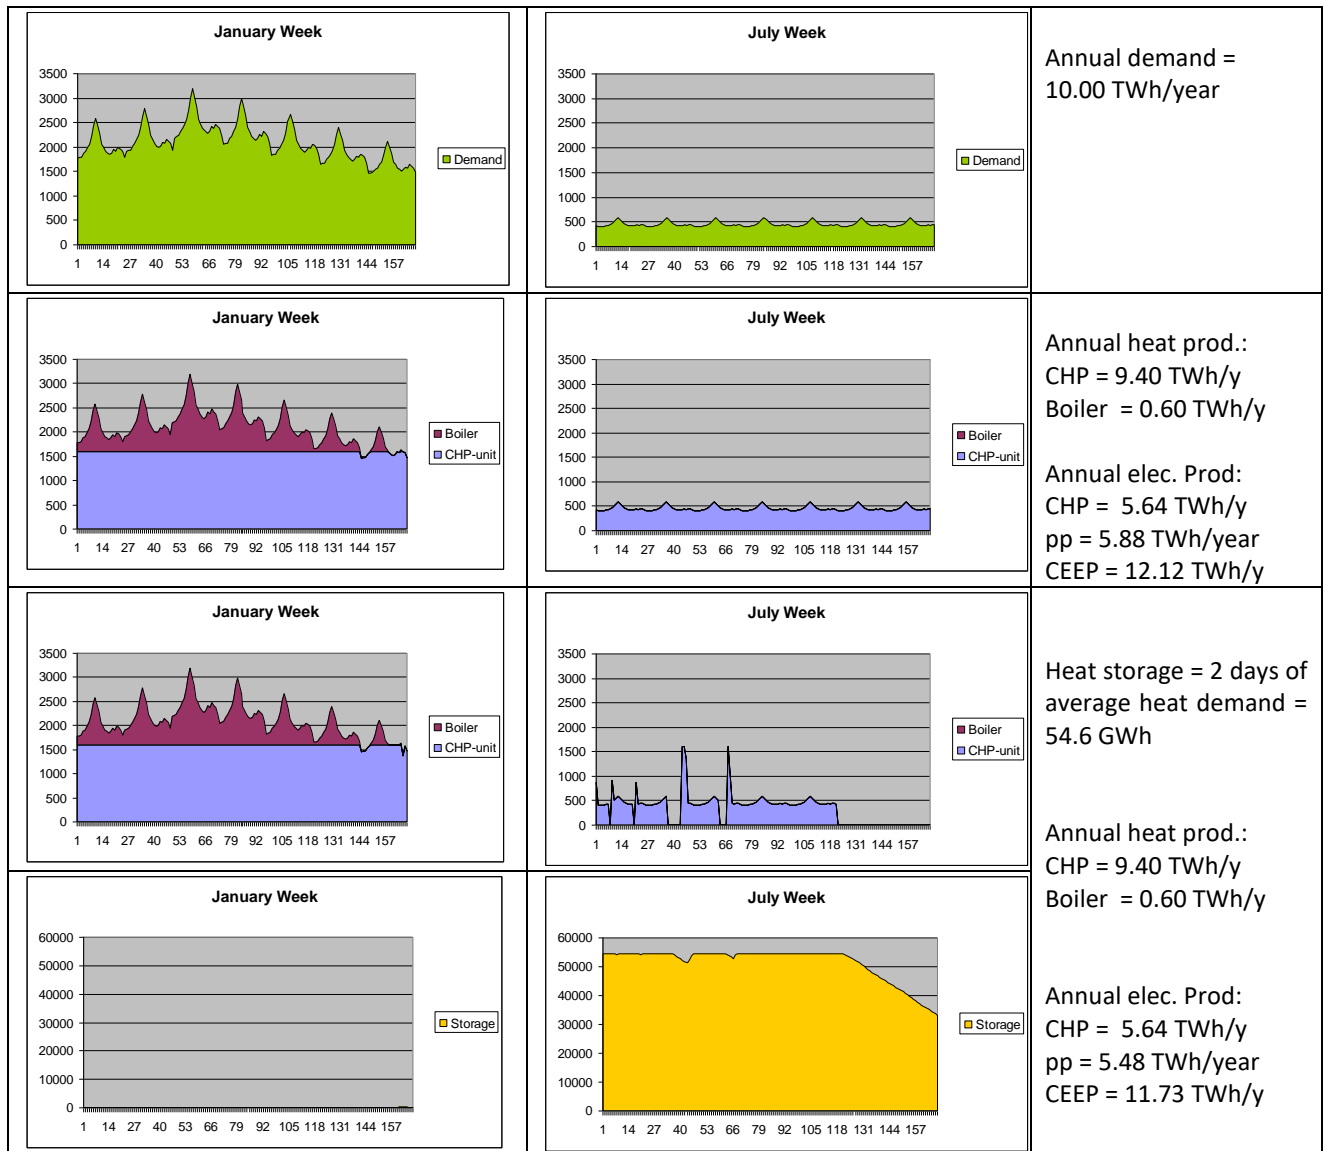 January Week
3500
3000
2500
2000
1500
1000
500
0
1 14 27 40 53 66 79 92 105 118 131 144 157
Demand
July Week
3500
3000
2500
2000
1500
1000
500
0
1 14 27 40 53 66 79 92 105 118 131 144 157
Demand
Annual demand =
10.00 TWh/year
January Week
3500
3000
2500
2000
1500
1000
500
0
1 14 27 40 53 66 79 92 105 118 131 144 157
Boiler
CHP-unit
July Week
3500
3000
2500
2000
1500
1000
500
0
1 14 27 40 53 66 79 92 105 118 131 144 157
Boiler
CHP-unit
Annual heat prod.:
CHP = 9.40 TWh/y
Boiler = 0.60 TWh/y
Annual elec. Prod:
CHP = 5.64 TWh/y
pp = 5.88 TWh/year
CEEP = 12.12 TWh/y
January Week
3500
3000
2500
2000
1500
1000
500
0
1 14 27 40 53 66 79 92 105 118 131 144 157
Boiler
CHP-unit
July Week
3500
3000
2500
2000
1500
1000
500
0
1 14 27 40 53 66 79 92 105 118 131 144 157
Boiler
CHP-unit
Heat storage = 2 days of
average heat demand =
54.6 GWh
Annual heat prod.:
CHP = 9.40 TWh/y
Boiler = 0.60 TWh/y
Annual elec. Prod:
CHP = 5.64 TWh/y
pp = 5.48 TWh/year
CEEP = 11.73 TWh/y
January Week
60000
50000
40000
30000
20000
10000
0
1 14 27 40 53 66 79 92 105 118 131 144 157
Storage
July Week
60000
50000
40000
30000
20000
10000
0
1 14 27 40 53 66 79 92 105 118 131 144 157
Storage